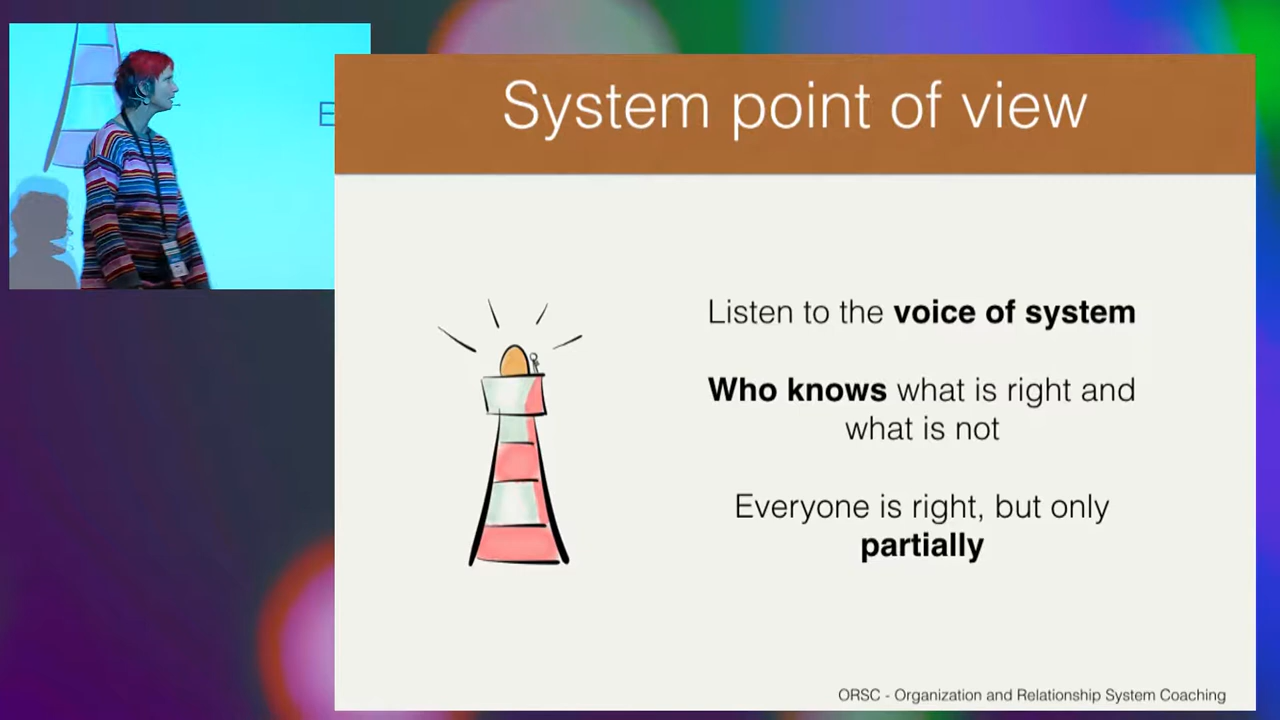 System point of view
E
Listen to the voice of system
Who knows what is right and
what is not
Everyone is right, but only
partially
ORSC - Organization and Relationship System Coaching